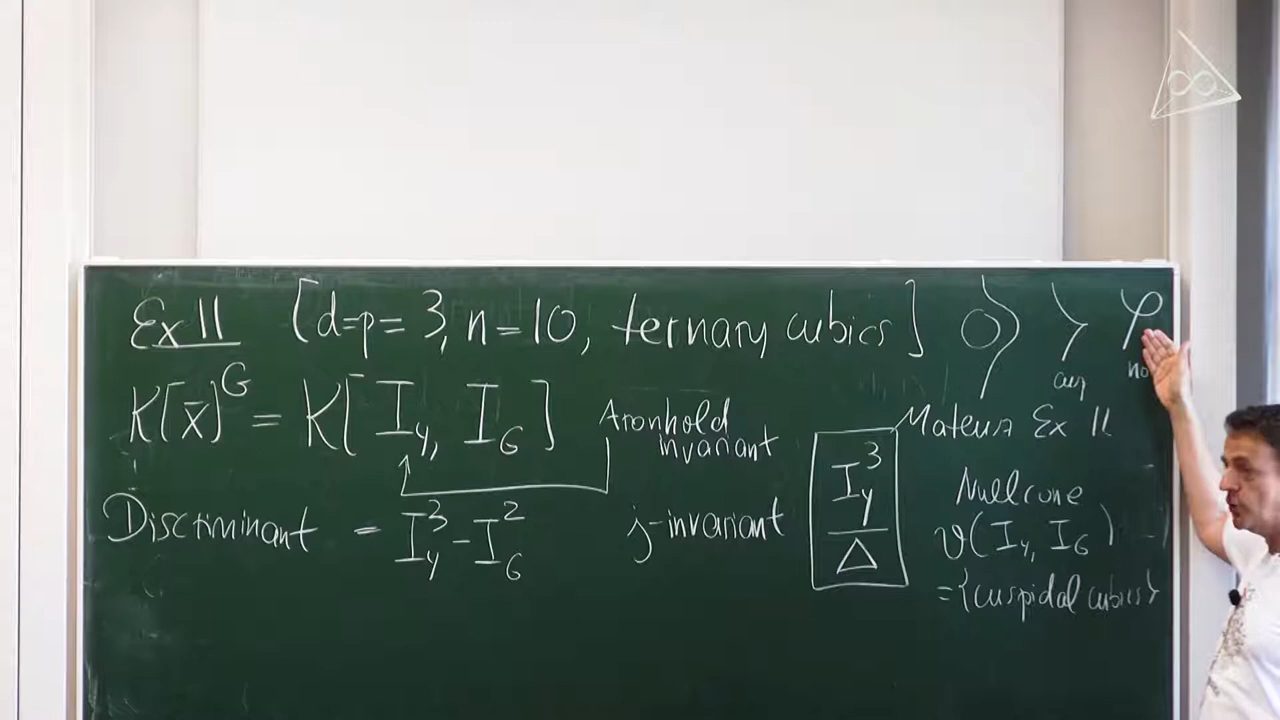 Ex 11 [d=p=3, n=10, ternary cubics]
K[x̄]^G = K[I_4, I_6] Aronhold invariant
Discriminant = I_4^3 - I_6^2 j-invariant
I_4^3 / Δ
Ex 11
Nullcone
V(I_4, I_6)
= {cuspidal cubics}